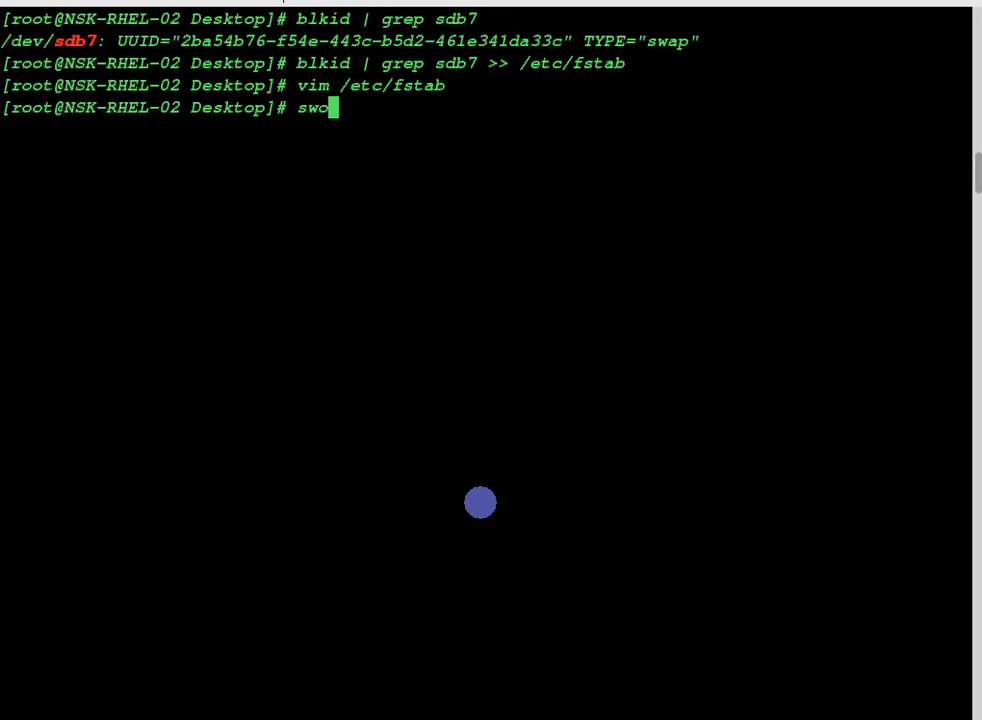 [root@NSK-RHEL-02 Desktop]# blkid | grep sdb7
/dev/sdb7: UUID="2ba54b76-f54e-443c-b5d2-461e341da33c" TYPE="swap"
[root@NSK-RHEL-02 Desktop]# blkid | grep sdb7 >> /etc/fstab
[root@NSK-RHEL-02 Desktop]# vim /etc/fstab
[root@NSK-RHEL-02 Desktop]# swo